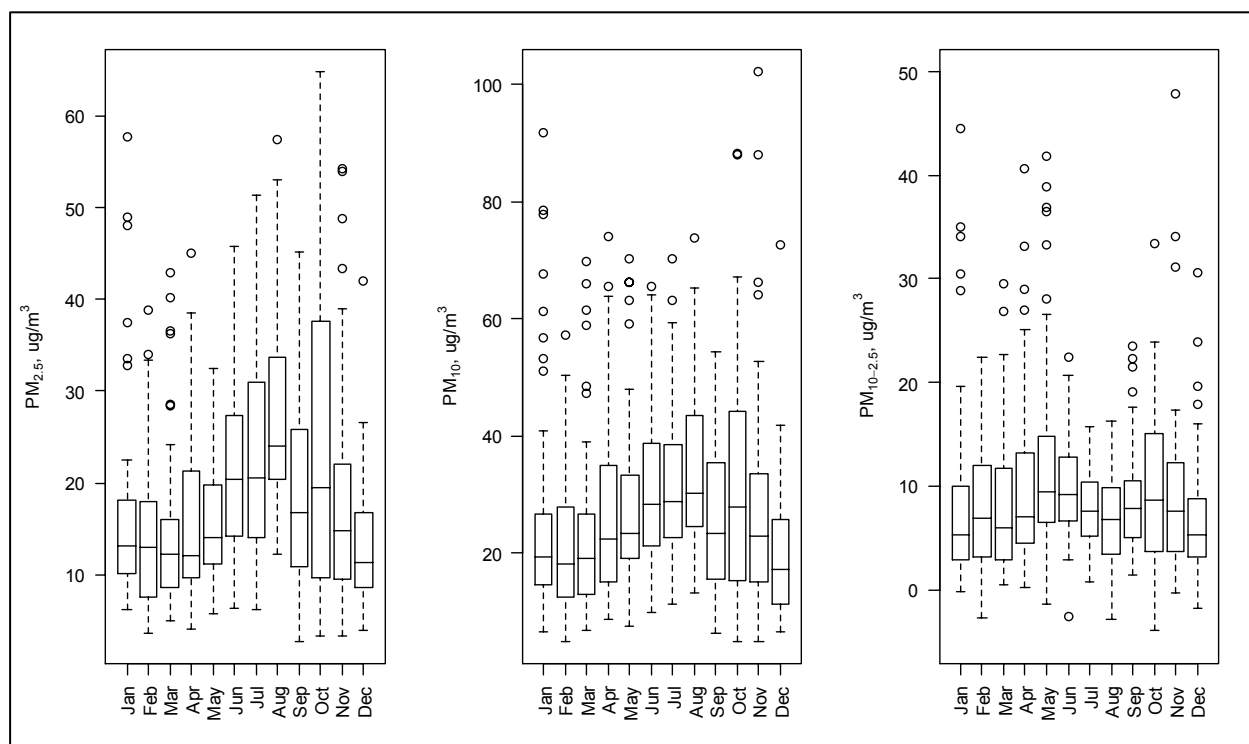 60
50
40
30
20
10
PM2.5, ug/m3
Jan
Feb
Mar
Apr
May
Jun
Jul
Aug
Sep
Oct
Nov
Dec
100
80
60
40
20
PM10, ug/m3
Jan
Feb
Mar
Apr
May
Jun
Jul
Aug
Sep
Oct
Nov
Dec
50
40
30
20
10
0
PM10−2.5, ug/m3
Jan
Feb
Mar
Apr
May
Jun
Jul
Aug
Sep
Oct
Nov
Dec